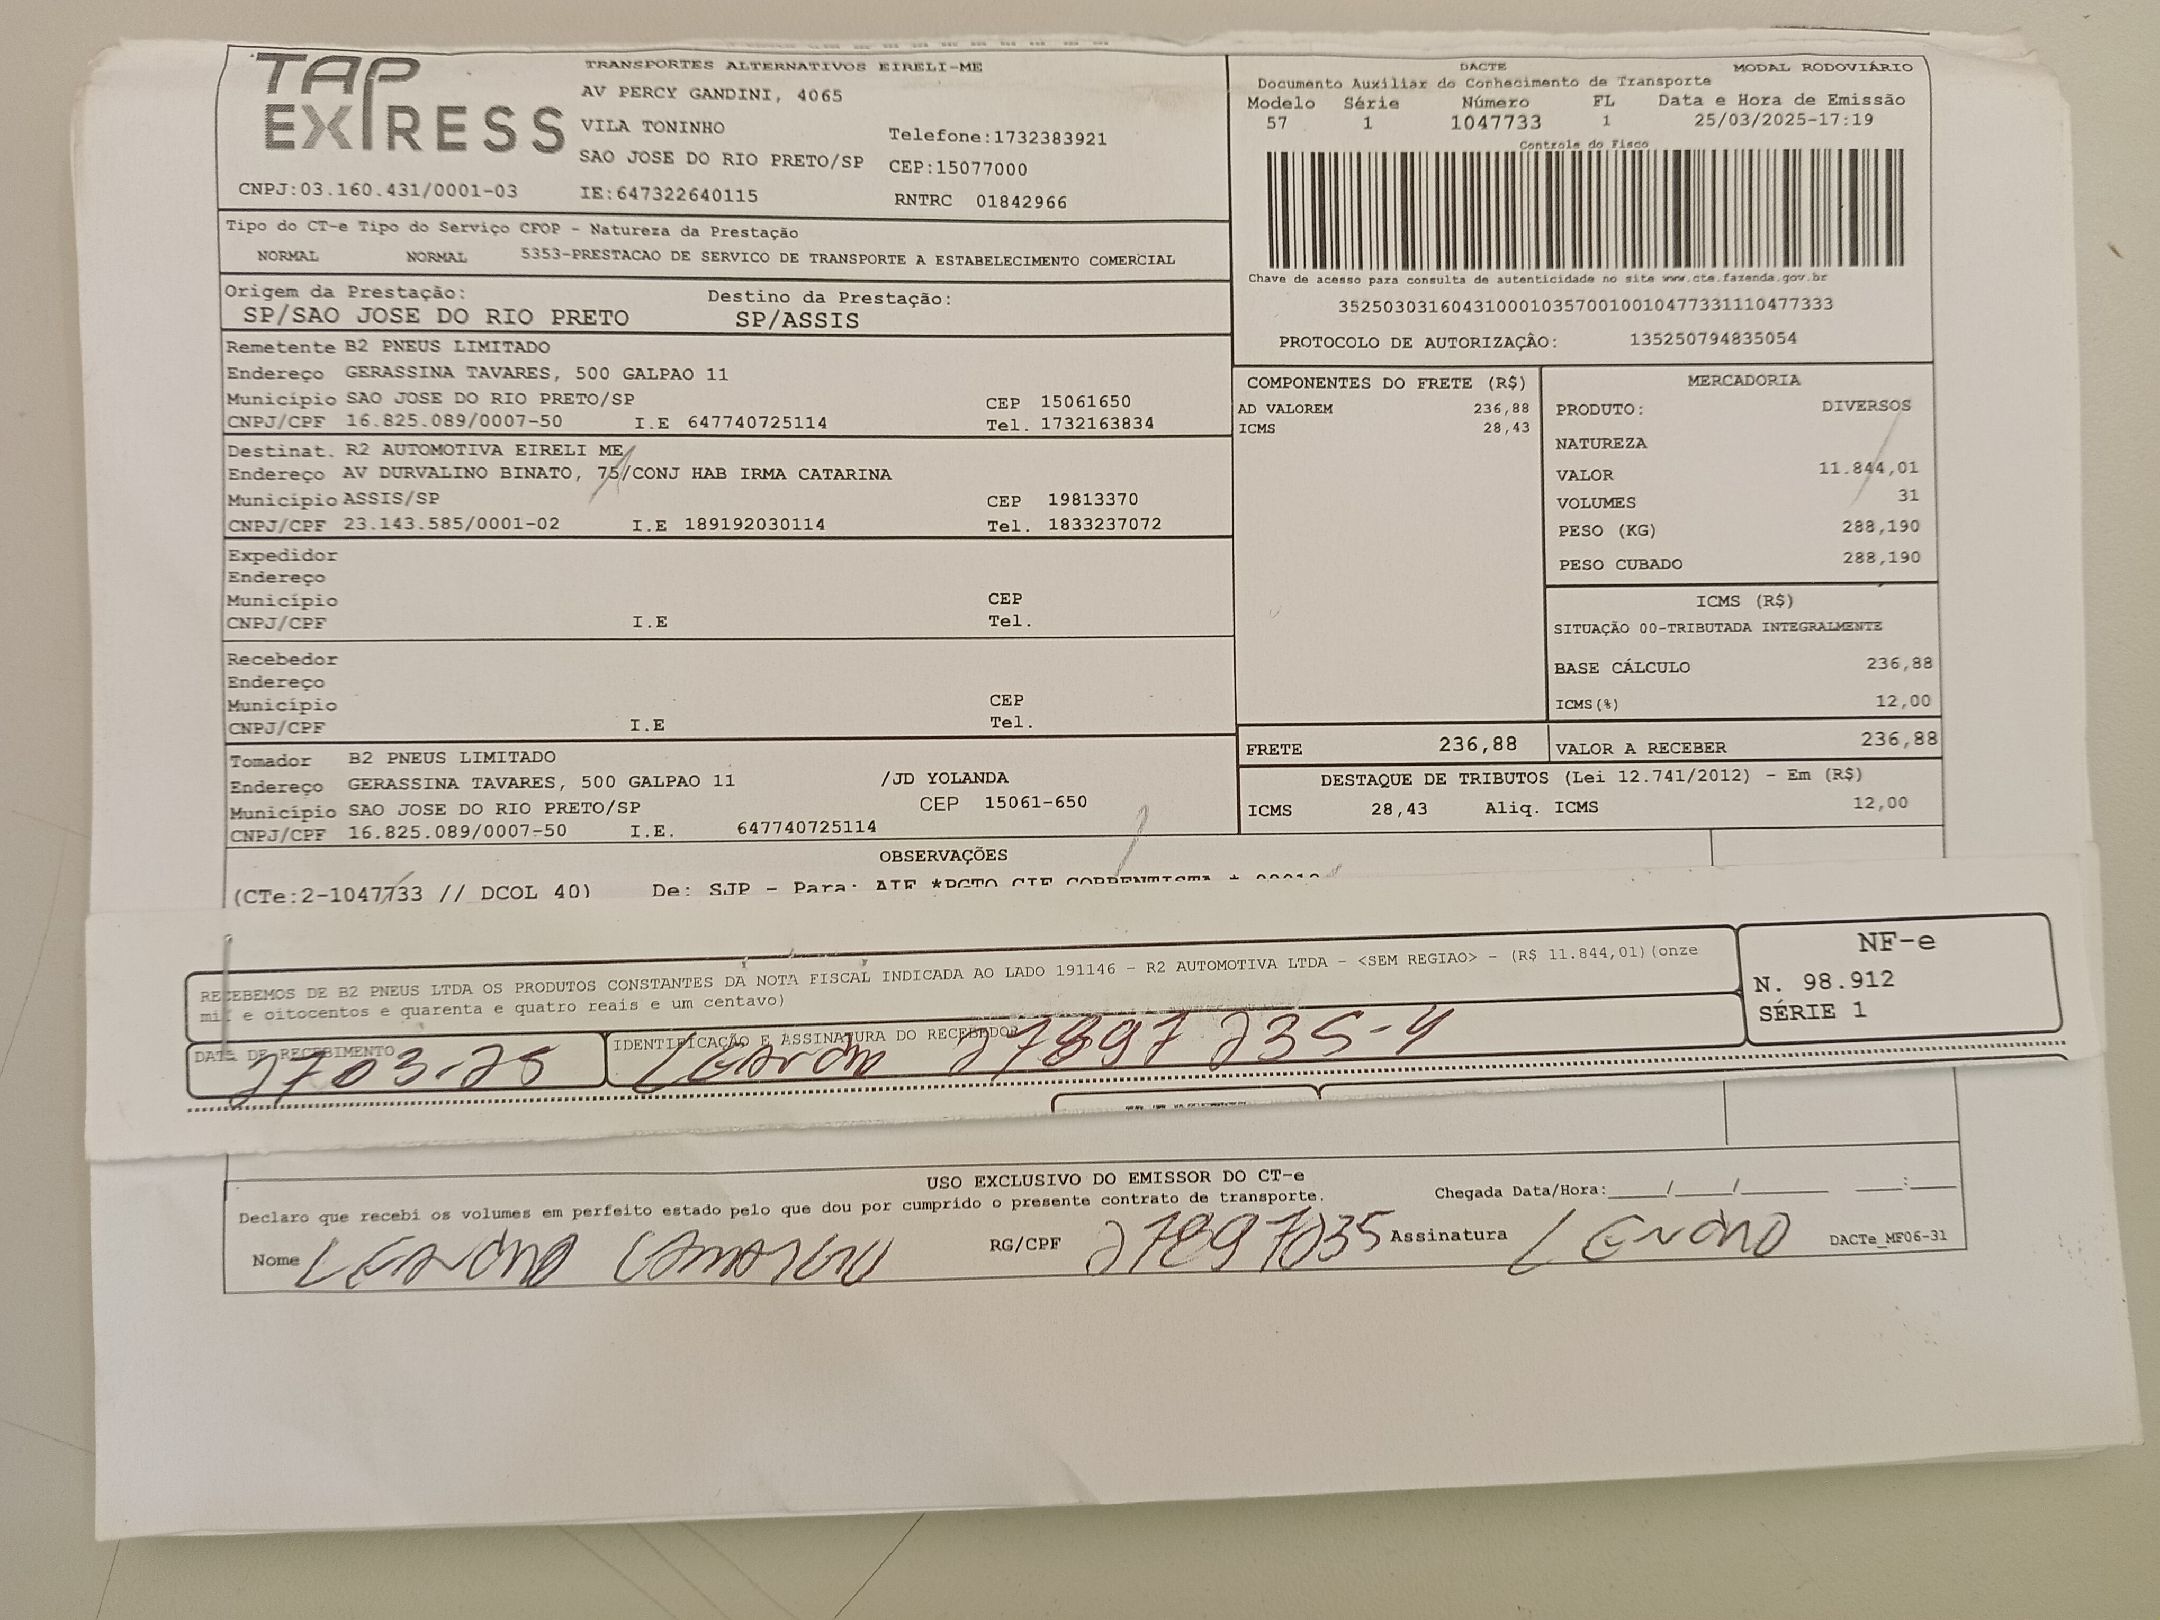 TAP EXPRESS
TRANSPORTES ALTERNATIVOS EIRELI-ME
AV PERCY GANDINI, 4065
VILA TONINHO
Telefone:1732383921
SAO JOSE DO RIO PRETO/SP CEP:15077000
CNPJ:03.160.431/0001-03 IE:647322640115 RNTRC 01842966
DACTE MODAL RODOVIÁRIO
Documento Auxiliar do Conhecimento de Transporte
Modelo Série Número FL Data e Hora de Emissão
57 1 1047733 1 25/03/2025-17:19
Controle do Fisco
Chave de acesso para consulta de autenticidade no site www.cte.fazenda.gov.br
35250303160431000103570010010477331110477333
PROTOCOLO DE AUTORIZAÇÃO: 135250794835054
Tipo do CT-e Tipo do Serviço CFOP - Natureza da Prestação
NORMAL NORMAL 5353-PRESTACAO DE SERVICO DE TRANSPORTE A ESTABELECIMENTO COMERCIAL
Origem da Prestação: Destino da Prestação:
SP/SAO JOSE DO RIO PRETO SP/ASSIS
Remetente B2 PNEUS LIMITADO
Endereço GERASSINA TAVARES, 500 GALPAO 11
Município SAO JOSE DO RIO PRETO/SP CEP 15061650
CNPJ/CPF 16.825.089/0007-50 I.E 647740725114 Tel. 1732163834
Destinat. R2 AUTOMOTIVA EIRELI ME
Endereço AV DURVALINO BINATO, 75/CONJ HAB IRMA CATARINA
Município ASSIS/SP CEP 19813370
CNPJ/CPF 23.143.585/0001-02 I.E 189192030114 Tel. 1833237072
Expedidor
Endereço
Município CEP
CNPJ/CPF I.E Tel.
Recebedor
Endereço
Município CEP
CNPJ/CPF I.E Tel.
Tomador B2 PNEUS LIMITADO
Endereço GERASSINA TAVARES, 500 GALPAO 11 /JD YOLANDA
Município SAO JOSE DO RIO PRETO/SP CEP 15061-650
CNPJ/CPF 16.825.089/0007-50 I.E. 647740725114
COMPONENTES DO FRETE (R$)
AD VALOREM 236,88
ICMS 28,43
MERCADORIA
PRODUTO: DIVERSOS
NATUREZA
VALOR 11.844,01
VOLUMES 31
PESO (KG) 288,190
PESO CUBADO 288,190
ICMS (R$)
SITUAÇÃO 00-TRIBUTADA INTEGRALMENTE
BASE CÁLCULO 236,88
ICMS(%) 12,00
FRETE 236,88 VALOR A RECEBER 236,88
DESTAQUE DE TRIBUTOS (Lei 12.741/2012) - Em (R$)
ICMS 28,43 Aliq. ICMS 12,00
OBSERVAÇÕES
(CTe:2-1047733 // DCOL 40) De: SJP - Para: *PGTO CIF CORRENTISTA *
RECEBEMOS DE B2 PNEUS LTDA OS PRODUTOS CONSTANTES DA NOTA FISCAL INDICADA AO LADO 191146 - R2 AUTOMOTIVA LTDA - <SEM REGIAO> - (R$ 11.844,01)(onze
mil e oitocentos e quarenta e quatro reais e um centavo)
NF-e
N. 98.912
SÉRIE 1
DATA DE RECEBIMENTO IDENTIFICAÇÃO E ASSINATURA DO RECEBEDOR
27 03-25 27897 235-4
USO EXCLUSIVO DO EMISSOR DO CT-e
Declaro que recebi os volumes em perfeito estado pelo que dou por cumprido o presente contrato de transporte. Chegada Data/Hora:____/____/________ ____:____
Nome RG/CPF Assinatura DACTe_MF06-31